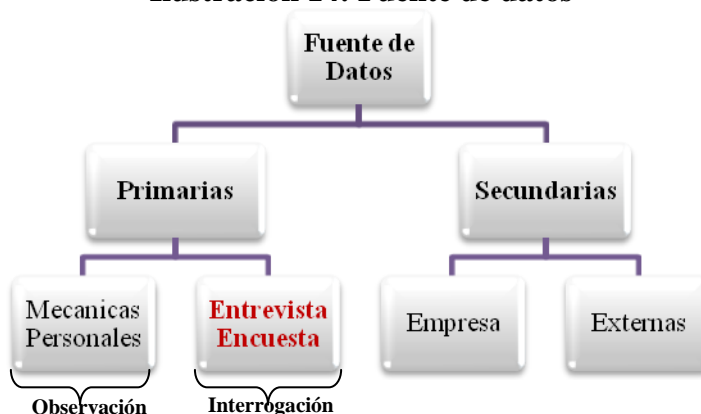 Fuente de
Datos
Primarias
Secundarias
Mecanicas
Personales
Entrevista
Encuesta
Empresa
Externas
Observación
Interrogación